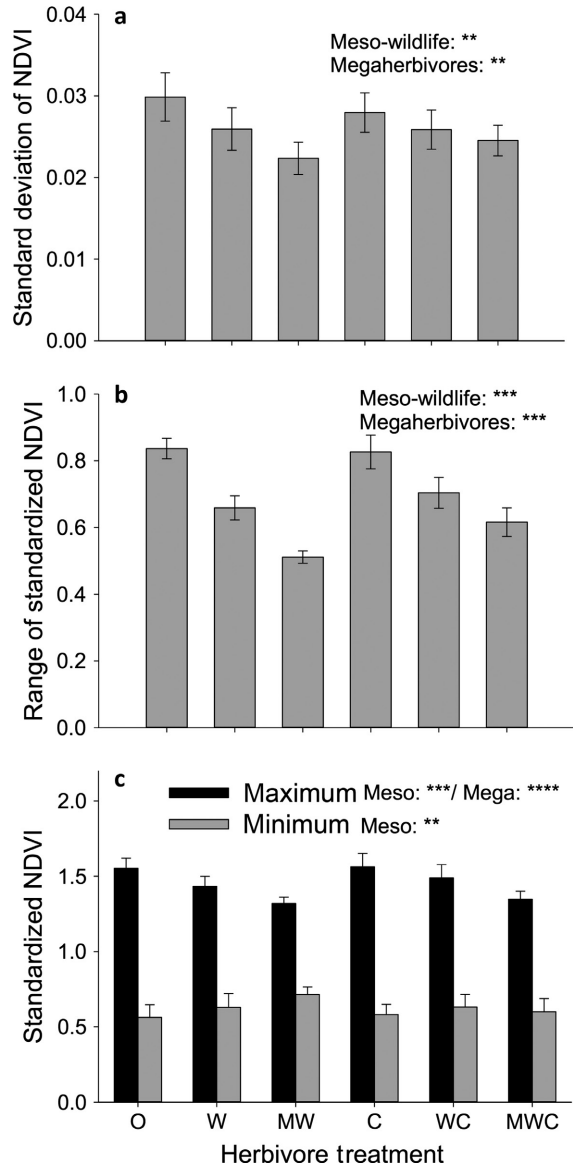 a
Meso-wildlife: **
Megaherbivores: **
0.04
0.03
0.02
0.01
0.00
Standard deviation of NDVI
b
Meso-wildlife: ***
Megaherbivores: ***
1.0
0.8
0.6
0.4
0.2
0.0
Range of standardized NDVI
c
Maximum Meso: ***/ Mega: ****
Minimum Meso: **
2.0
1.5
1.0
0.5
0.0
Standardized NDVI
O W MW C WC MWC
Herbivore treatment